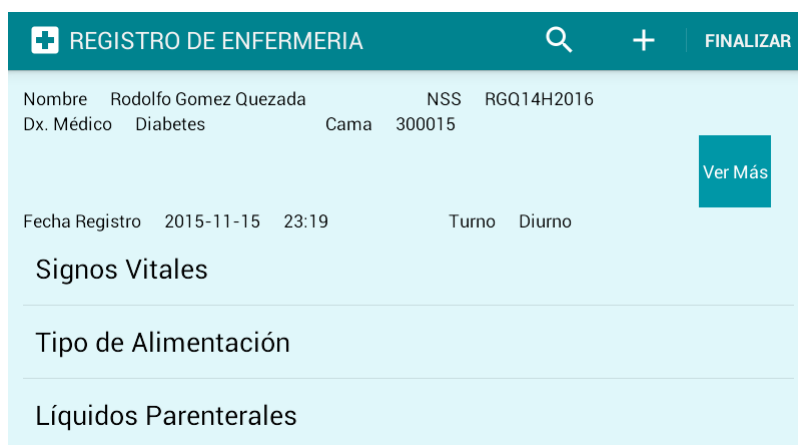 REGISTRO DE ENFERMERIA FINALIZAR
Nombre Rodolfo Gomez Quezada NSS RGQ14H2016
Dx. Médico Diabetes Cama 300015
Ver Más
Fecha Registro 2015-11-15 23:19 Turno Diurno
Signos Vitales
Tipo de Alimentación
Líquidos Parenterales